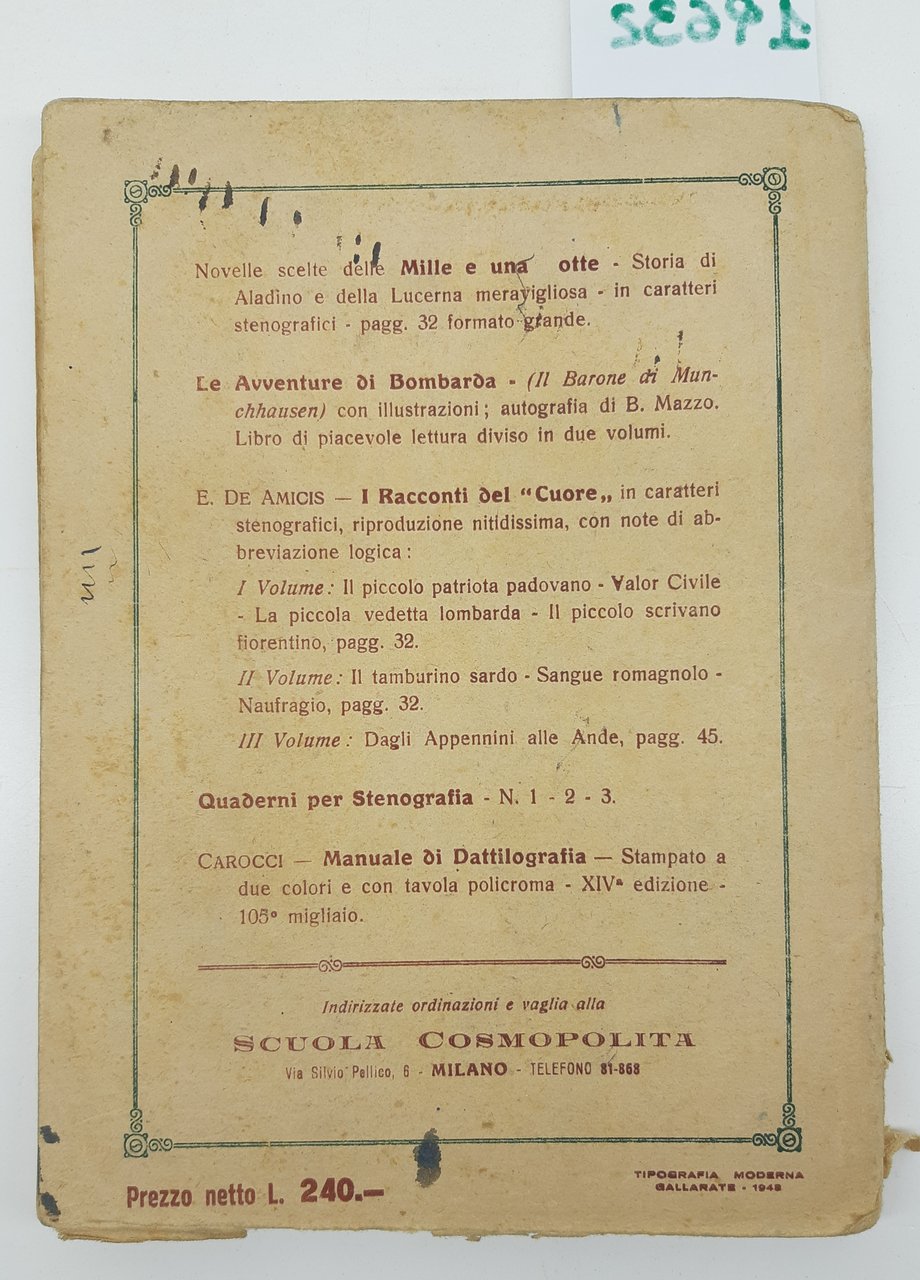 19632
Novelle scelte delle Mille e una otte - Storia di
Aladino e della Lucerna meravigliosa - in caratteri
stenografici - pagg. 32 formato grande.
Le Avventure di Bombarda - (Il Barone di Mun-
chhausen) con illustrazioni; autografia di B. Mazzo.
Libro di piacevole lettura diviso in due volumi.
E. DE AMICIS — I Racconti del "Cuore„ in caratteri
stenografici, riproduzione nitidissima, con note di ab-
breviazione logica:
I Volume: Il piccolo patriota padovano - Valor Civile
- La piccola vedetta lombarda - Il piccolo scrivano
fiorentino, pagg. 32.
II Volume: Il tamburino sardo - Sangue romagnolo -
Naufragio, pagg. 32.
III Volume: Dagli Appennini alle Ande, pagg. 45.
Quaderni per Stenografia - N. 1 - 2 - 3.
CAROCCI — Manuale di Dattilografia — Stampato a
due colori e con tavola policroma - XIVª edizione -
105º migliaio.
Indirizzate ordinazioni e vaglia alla
SCUOLA COSMOPOLITA
Via Silvio Pellico, 6 - MILANO - TELEFONO 81-868
Prezzo netto L. 240.—
TIPOGRAFIA MODERNA
GALLARATE - 1948